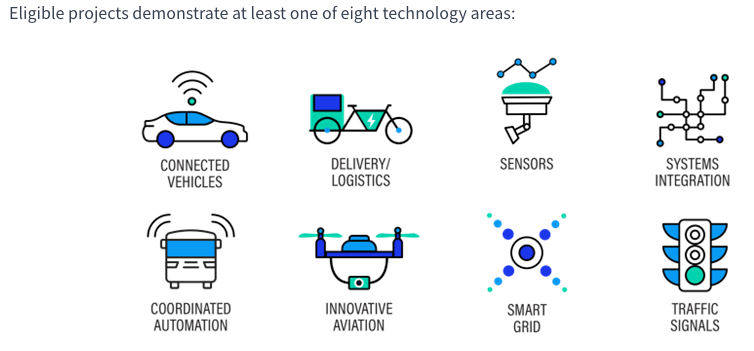 Eligible projects demonstrate at least one of eight technology areas:
CONNECTED
VEHICLES
DELIVERY/
LOGISTICS
SENSORS
SYSTEMS
INTEGRATION
COORDINATED
AUTOMATION
INNOVATIVE
AVIATION
SMART
GRID
TRAFFIC
SIGNALS